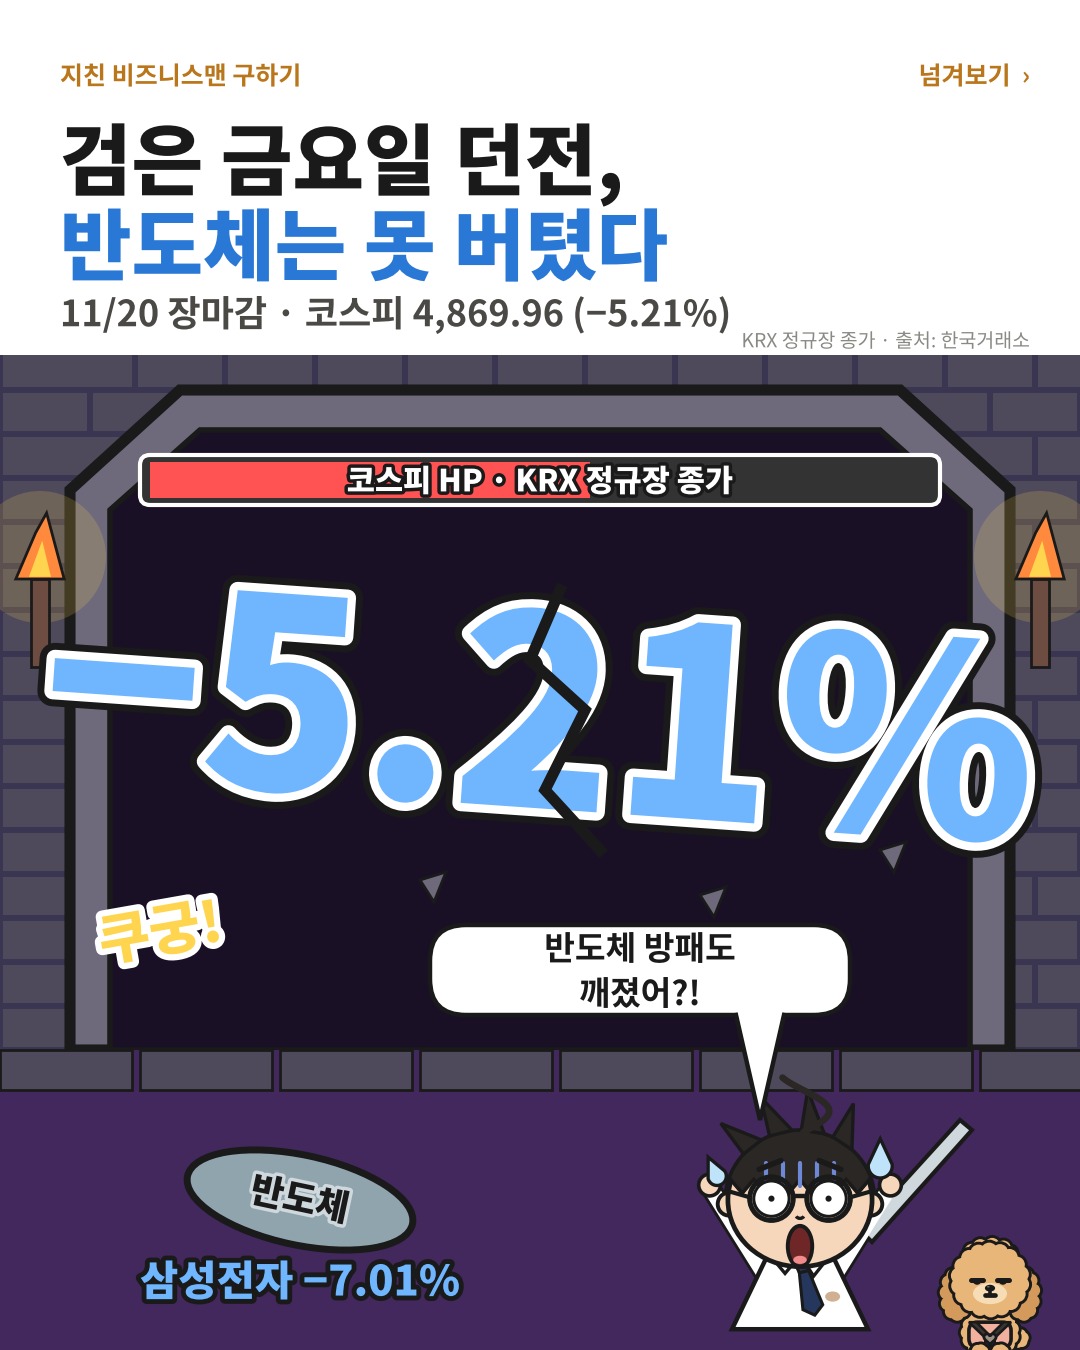 지친 비즈니스맨 구하기
넘겨보기 ›
검은 금요일 던전,
반도체는 못 버텼다
11/20 장마감 · 코스피 4,869.96 (−5.21%)
KRX 정규장 종가 · 출처: 한국거래소
코스피 HP · KRX 정규장 종가
−5.21%
쿠궁!
반도체 방패도
깨졌어?!
반도체
삼성전자 −7.01%